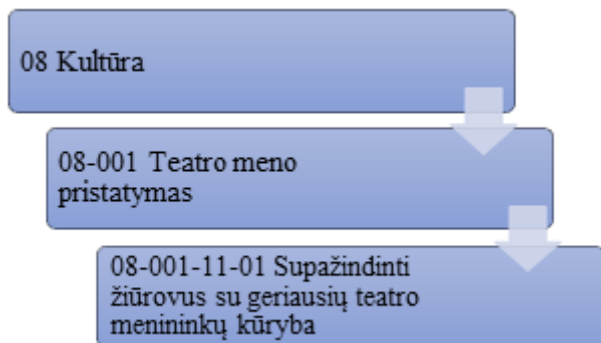 08 Kultūra
08-001 Teatro meno
pristatymas
08-001-11-01 Supažindinti
žiūrovus su geriausių teatro
menininkų kūryba